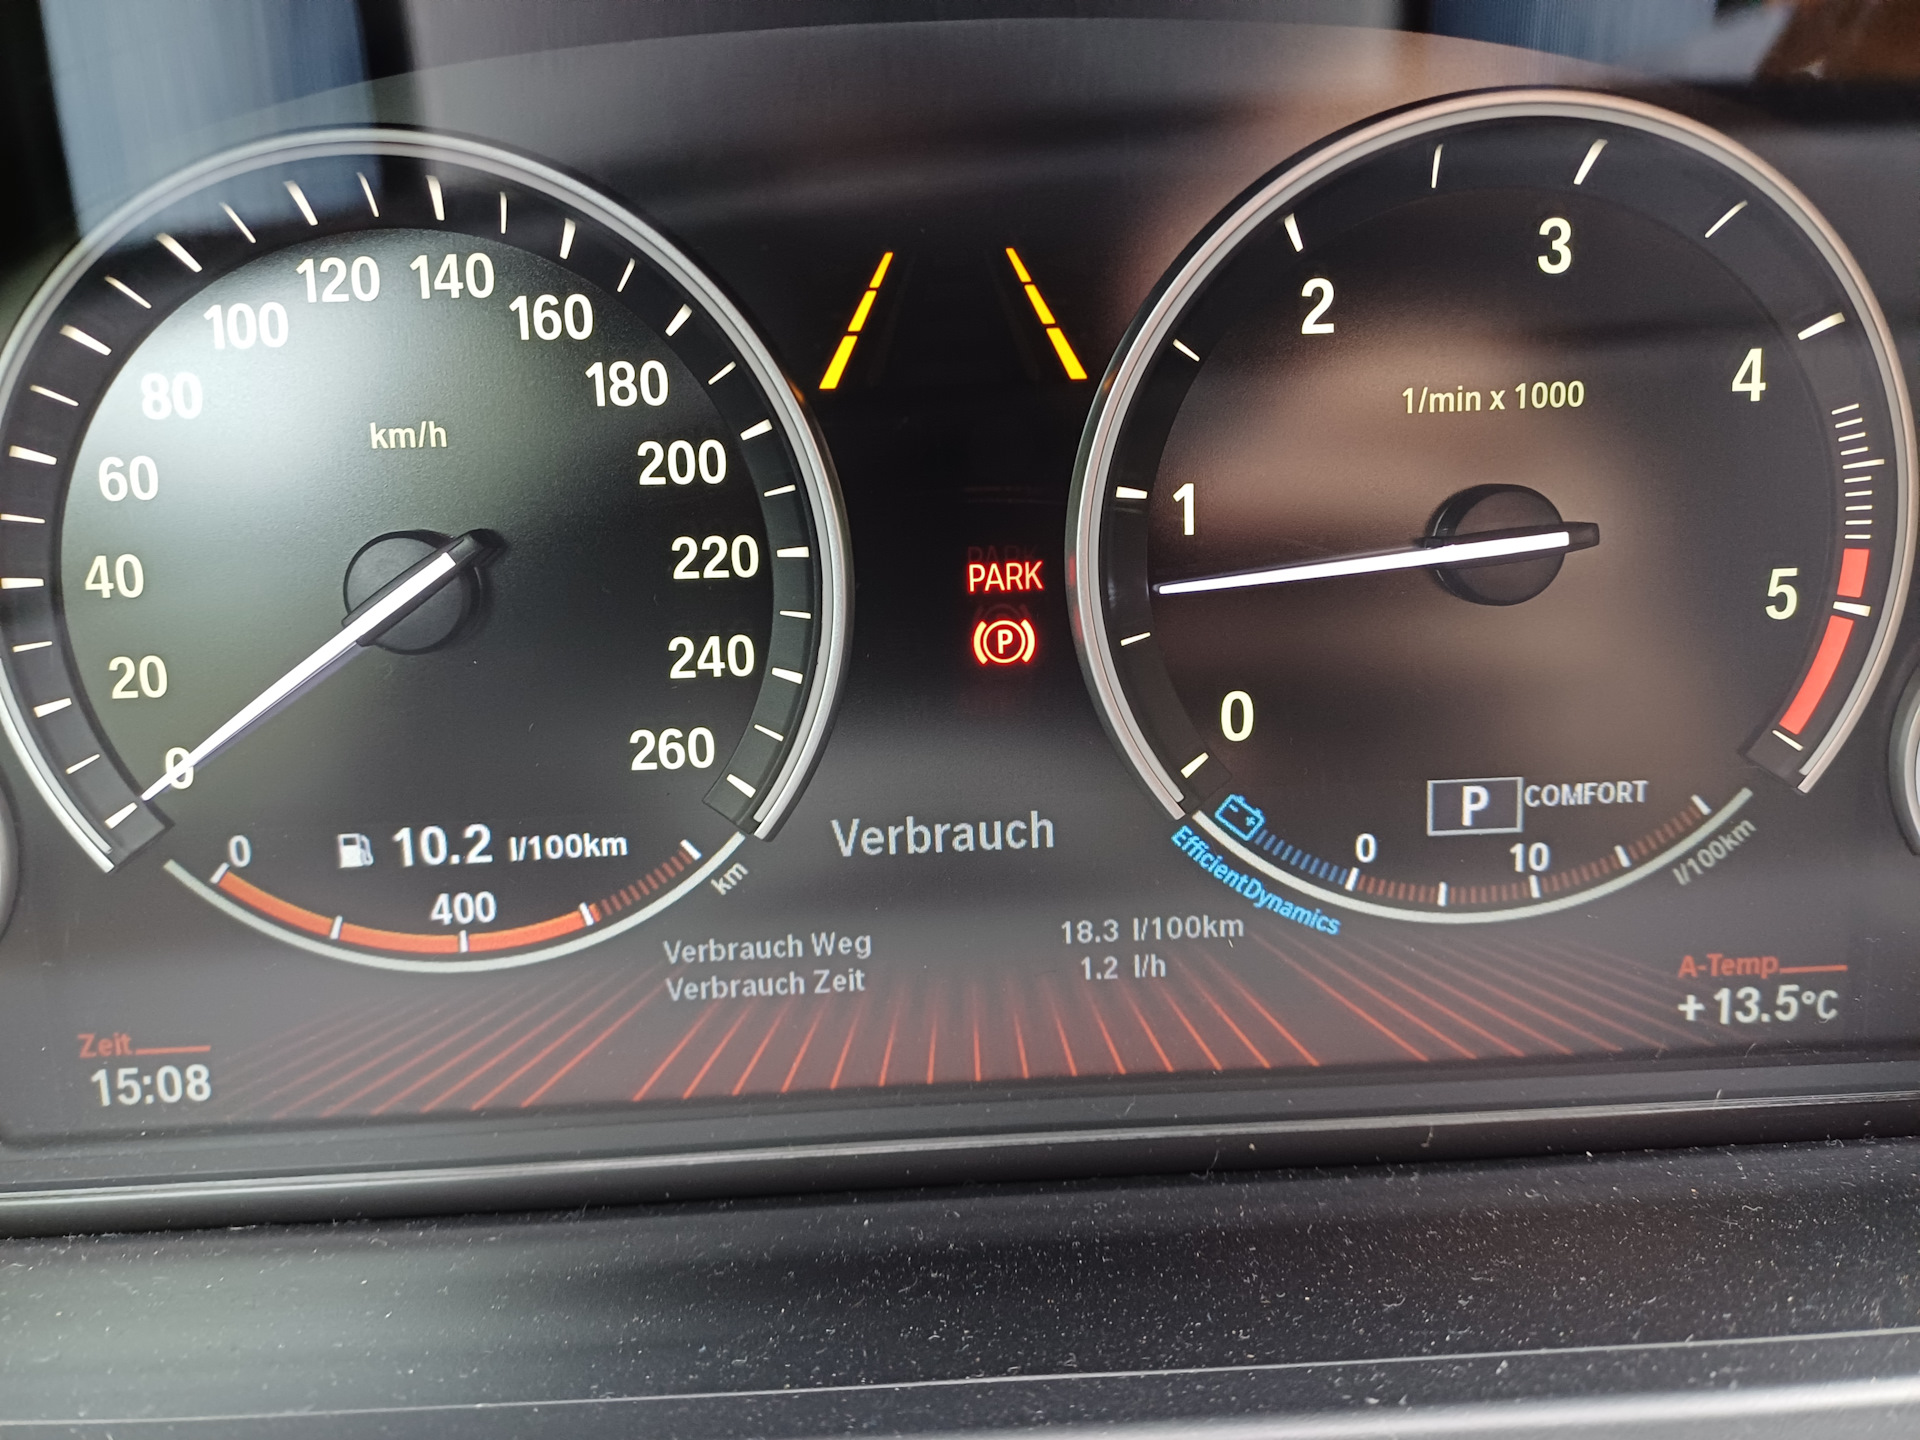 0
20
40
60
80
100
120
140
160
180
200
220
240
260
km/h
0
10.2 l/100km
400
km
PARK
P
Verbrauch
Verbrauch Weg 18.3 l/100km
Verbrauch Zeit 1.2 l/h
Zeit
15:08
0
1
2
3
4
5
1/min x 1000
P COMFORT
0
10
l/100km
EfficientDynamics
A-Temp
+13.5°C